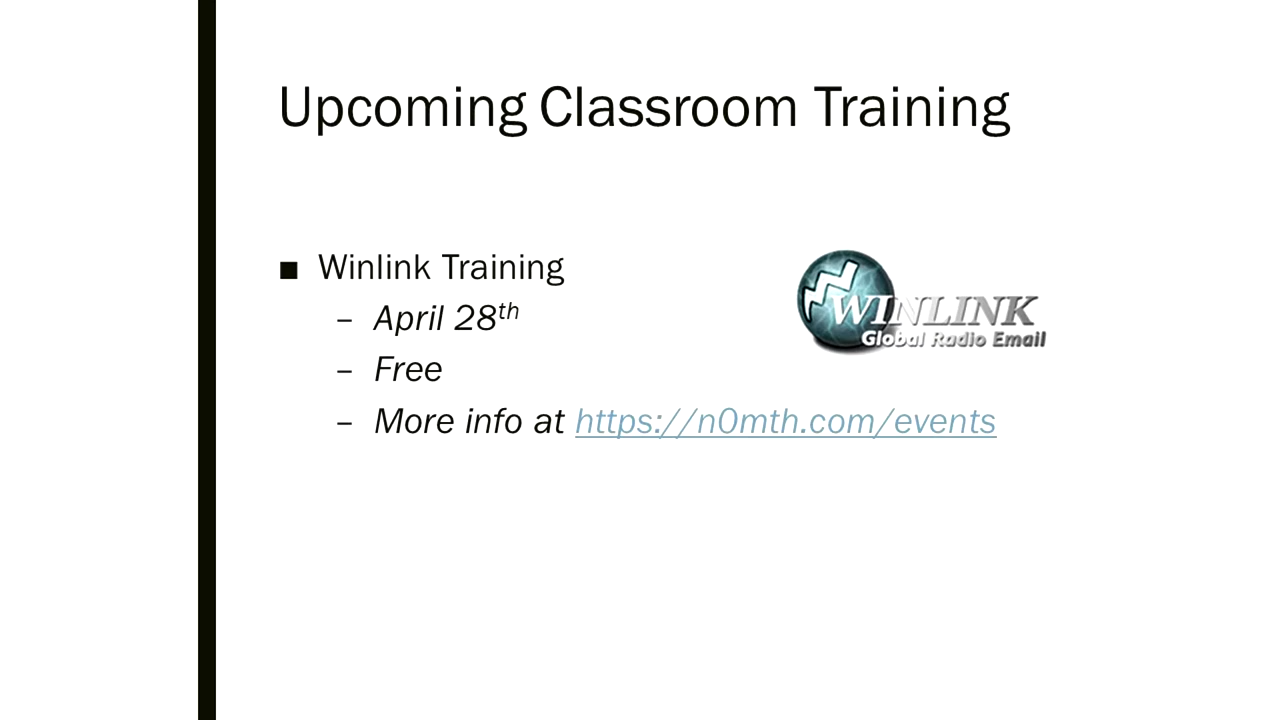 Upcoming Classroom Training
■ Winlink Training
– April 28th
– Free
– More info at https://n0mth.com/events
WINLINK
Global Radio Email